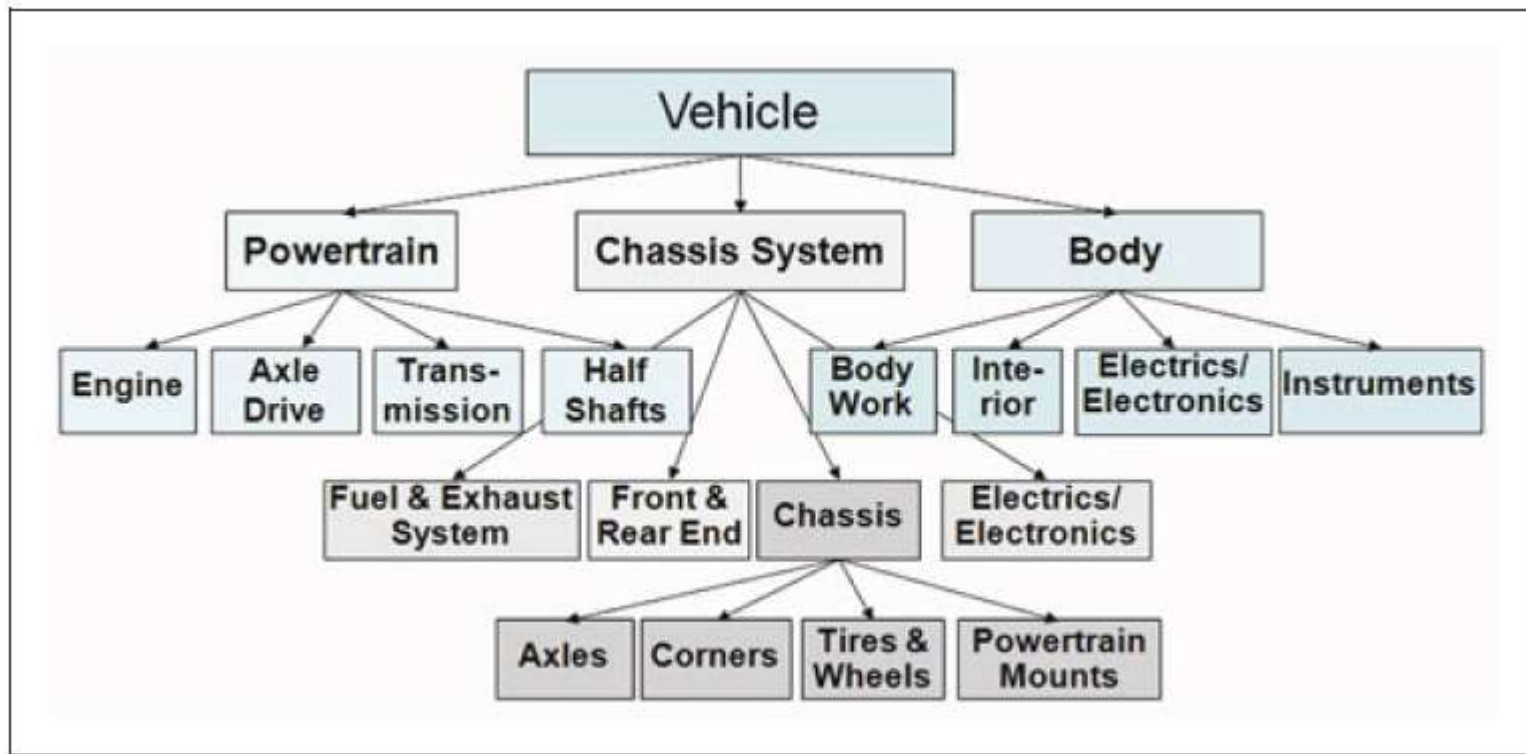 Vehicle
Powertrain
Chassis System
Body
Engine
Axle
Drive
Trans-
mission
Half
Shafts
Body
Work
Inte-
rior
Electrics/
Electronics
Instruments
Fuel & Exhaust
System
Front &
Rear End
Chassis
Electrics/
Electronics
Axles
Corners
Tires &
Wheels
Powertrain
Mounts